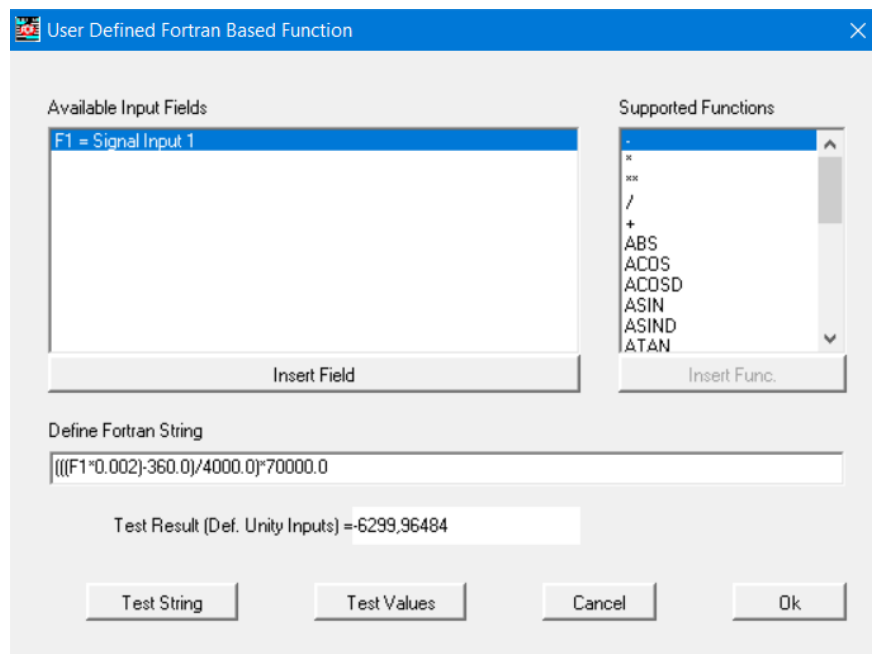 User Defined Fortran Based Function
Available Input Fields
Supported Functions
F1 = Signal Input 1
-
*
**
/
+
ABS
ACOS
ACOSD
ASIN
ASIND
ATAN
Insert Field
Insert Func.
Define Fortran String
(((F1*0.002)-360.0)/4000.0)*70000.0
Test Result (Def. Unity Inputs) =-6299,96484
Test String
Test Values
Cancel
Ok